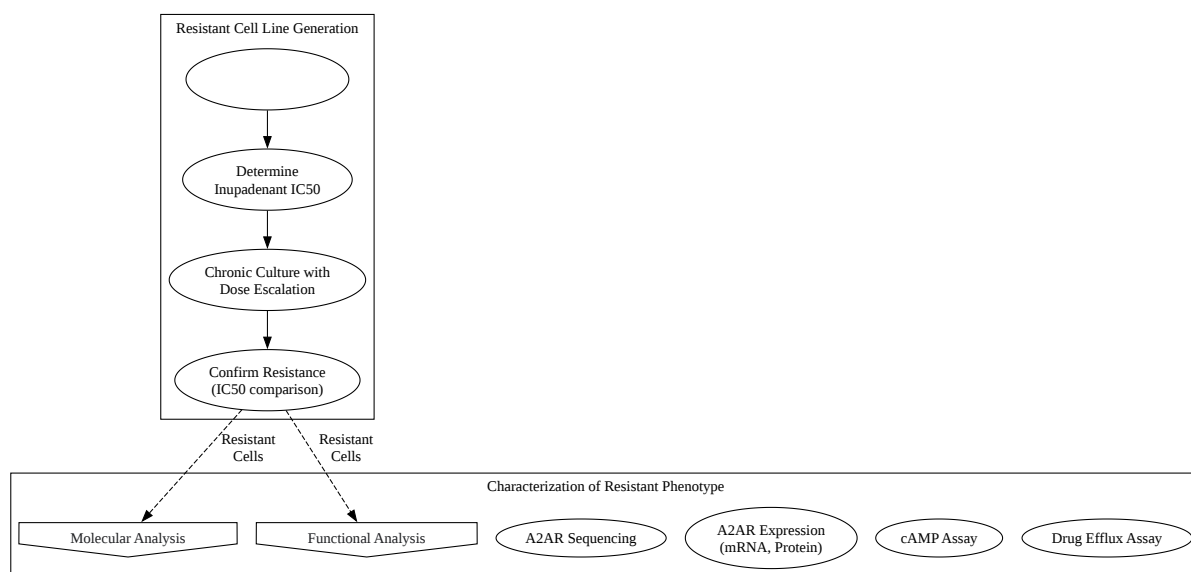 Resistant Cell Line Generation
Determine
Inupadenant IC50
Chronic Culture with
Dose Escalation
Confirm Resistance
(IC50 comparison)
Resistant
Cells
Resistant
Cells
Characterization of Resistant Phenotype
Molecular Analysis
Functional Analysis
A2AR Sequencing
A2AR Expression
(mRNA, Protein)
cAMP Assay
Drug Efflux Assay